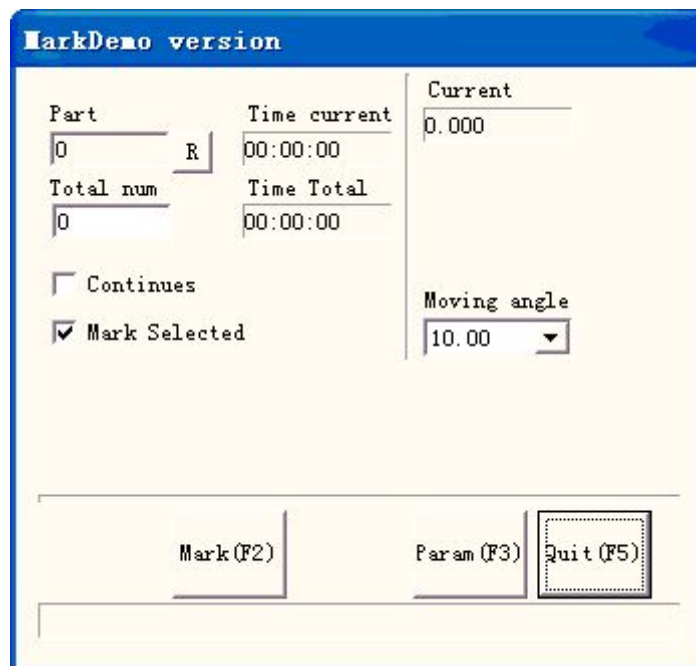 MarkDemo version
Part
0
R
Time current
00:00:00
Total num
0
Time Total
00:00:00
Continues
Mark Selected
Current
0.000
Moving angle
10.00
Mark(F2)
Param(F3)
Quit(F5)